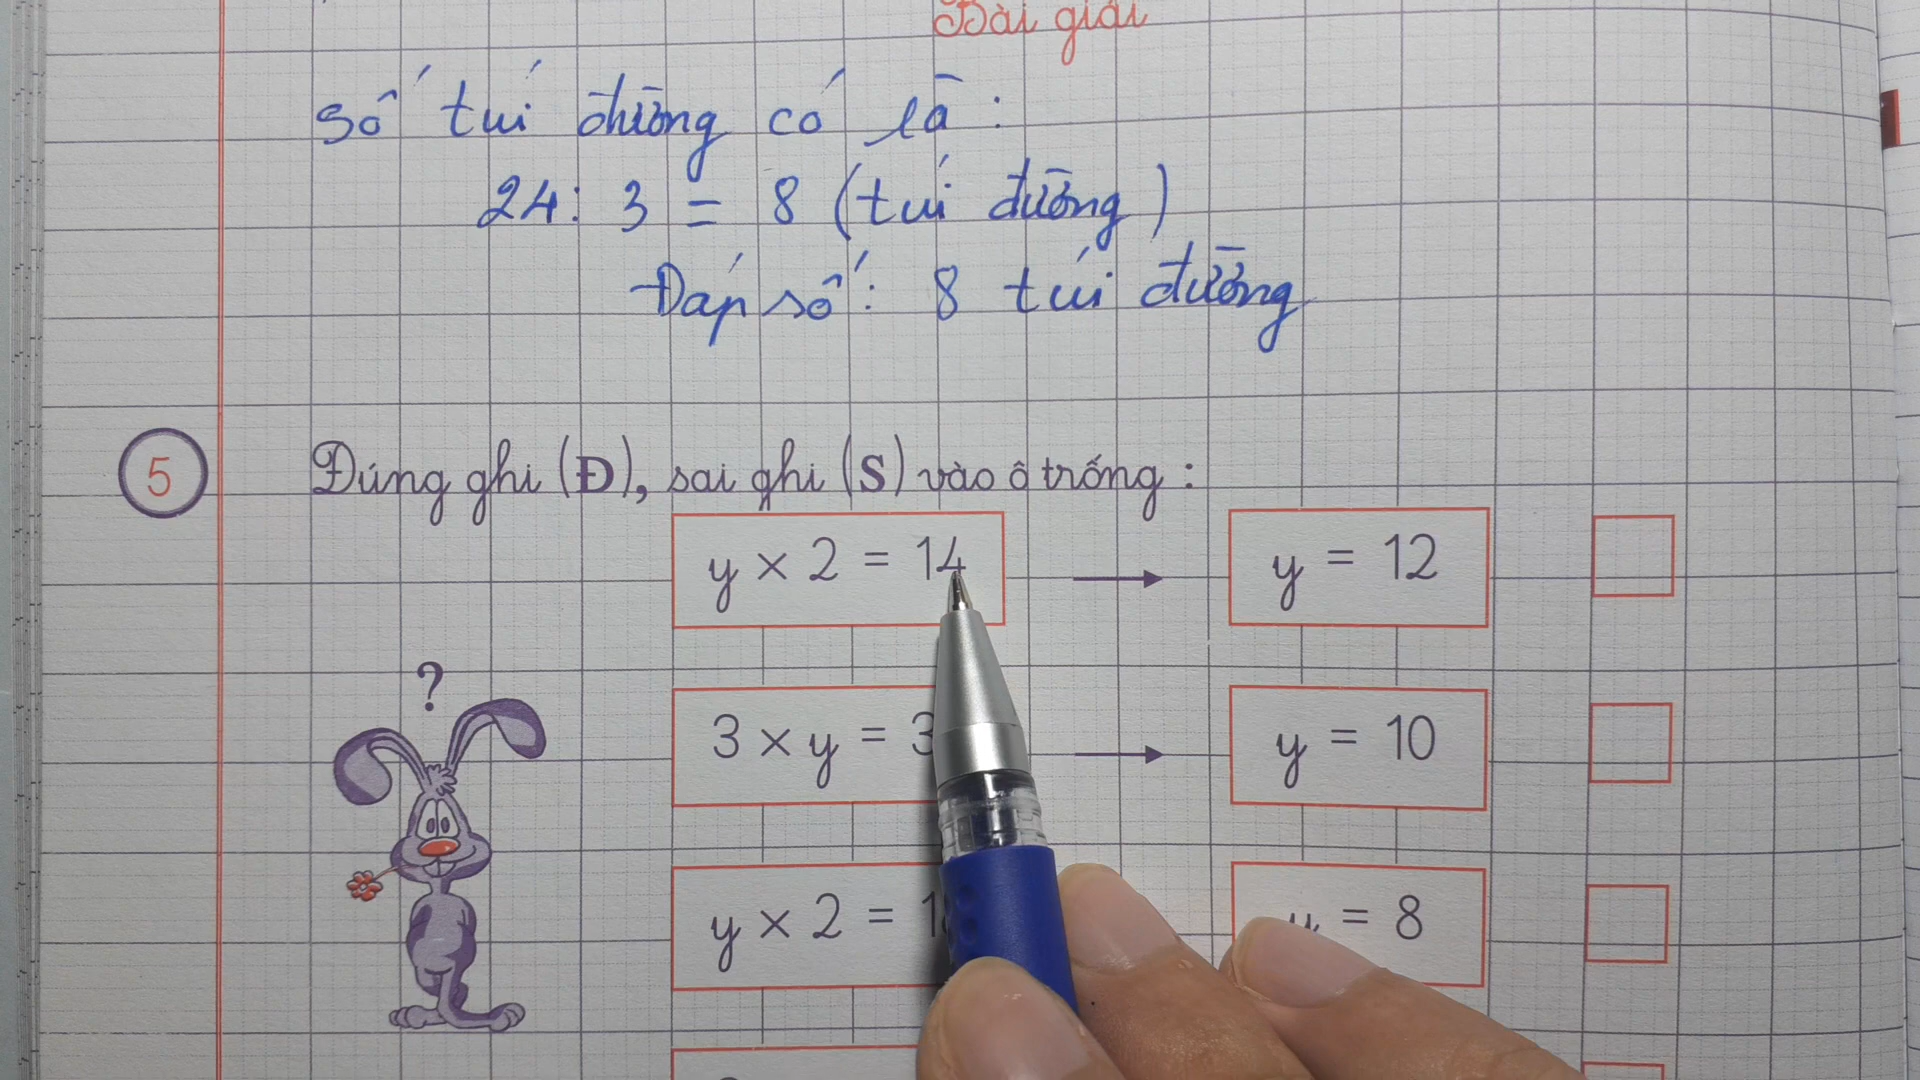 Bài giải
Số túi đường có là:
24 : 3 = 8 (túi đường)
Đáp số: 8 túi đường
5 Đúng ghi (Đ), sai ghi (S) vào ô trống:
y × 2 = 14 → y = 12
?
3 × y = 3 → y = 10
y × 2 = 1 → y = 8